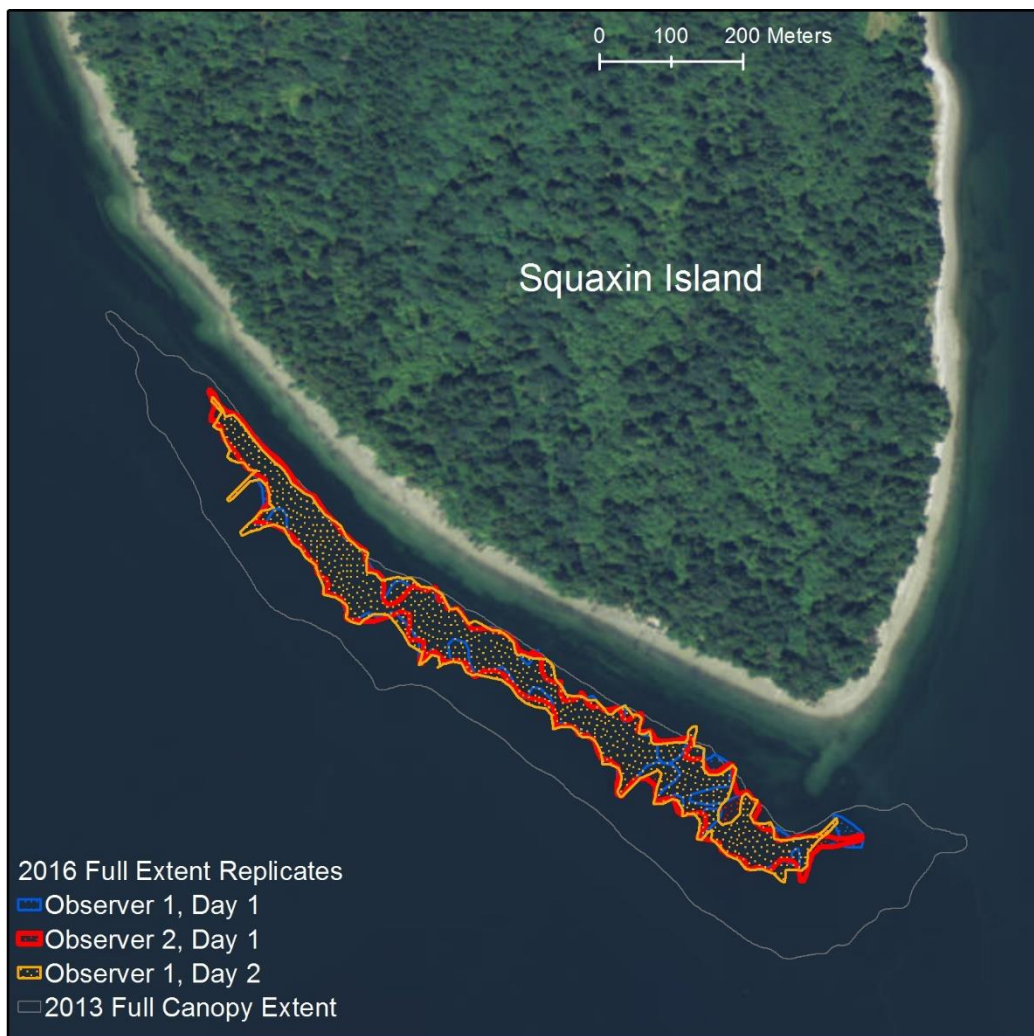 0 100 200 Meters
Squaxin Island
2016 Full Extent Replicates
Observer 1, Day 1
Observer 2, Day 1
Observer 1, Day 2
2013 Full Canopy Extent